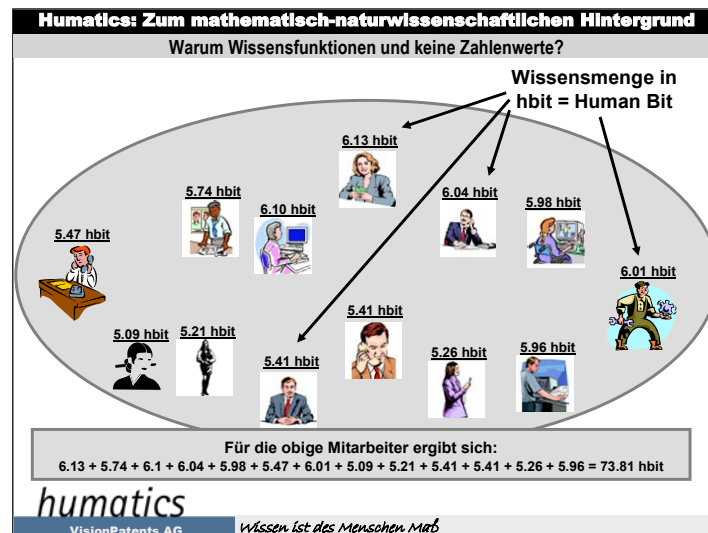 Humatics: Zum mathematisch-naturwissenschaftlichen Hintergrund
Warum Wissensfunktionen und keine Zahlenwerte?
Wissensmenge in
hbit = Human Bit
6.13 hbit
5.74 hbit
6.10 hbit
6.04 hbit
5.98 hbit
5.47 hbit
6.01 hbit
5.09 hbit
5.21 hbit
5.41 hbit
5.41 hbit
5.26 hbit
5.96 hbit
Für die obige Mitarbeiter ergibt sich:
6.13 + 5.74 + 6.1 + 6.04 + 5.98 + 5.47 + 6.01 + 5.09 + 5.21 + 5.41 + 5.41 + 5.26 + 5.96 = 73.81 hbit
humatics
VisionPatents AG
Wissen ist des Menschen Maß